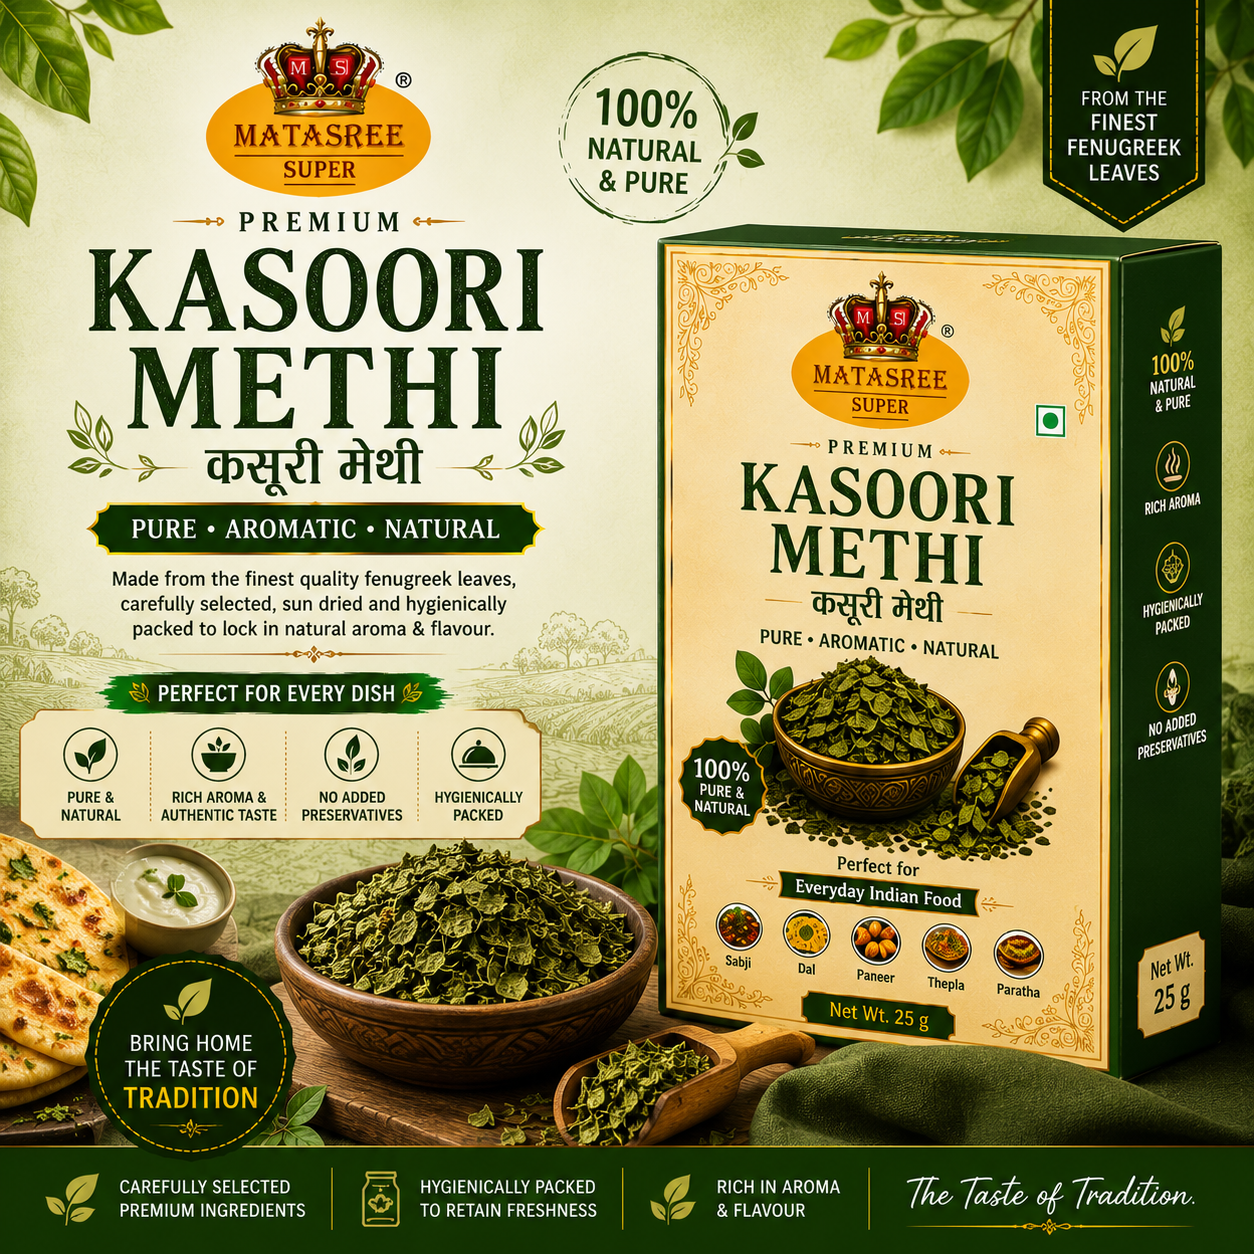 M S
®
MATASREE
SUPER
PREMIUM
KASOORI
METHI
कसूरी मेथी
PURE • AROMATIC • NATURAL
Made from the finest quality fenugreek leaves,
carefully selected, sun dried and hygienically
packed to lock in natural aroma & flavour.
PERFECT FOR EVERY DISH
PURE &
NATURAL
RICH AROMA &
AUTHENTIC TASTE
NO ADDED
PRESERVATIVES
HYGIENICALLY
PACKED
100%
NATURAL
& PURE
FROM THE
FINEST
FENUGREEK
LEAVES
M S
®
MATASREE
SUPER
PREMIUM
KASOORI
METHI
कसूरी मेथी
PURE • AROMATIC • NATURAL
100%
PURE &
NATURAL
Perfect for
Everyday Indian Food
Sabji
Dal
Paneer
Thepla
Paratha
Net Wt. 25 g
100%
NATURAL
& PURE
RICH AROMA
HYGIENICALLY
PACKED
NO ADDED
PRESERVATIVES
Net Wt.
25 g
BRING HOME
THE TASTE OF
TRADITION
CAREFULLY SELECTED
PREMIUM INGREDIENTS
HYGIENICALLY PACKED
TO RETAIN FRESHNESS
RICH IN AROMA
& FLAVOUR
The Taste of Tradition.